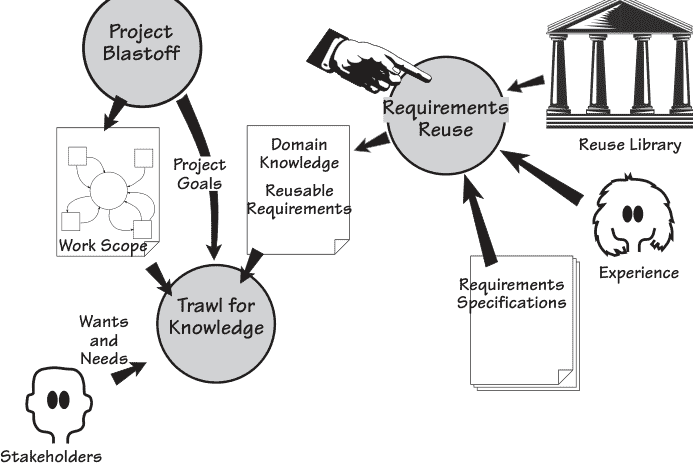 Project
Blastoff
Requirements
Reuse
Reuse Library
Domain
Knowledge
Reusable
Requirements
Project
Goals
Work Scope
Experience
Requirements
Specifications
Trawl for
Knowledge
Wants
and
Needs
Stakeholders